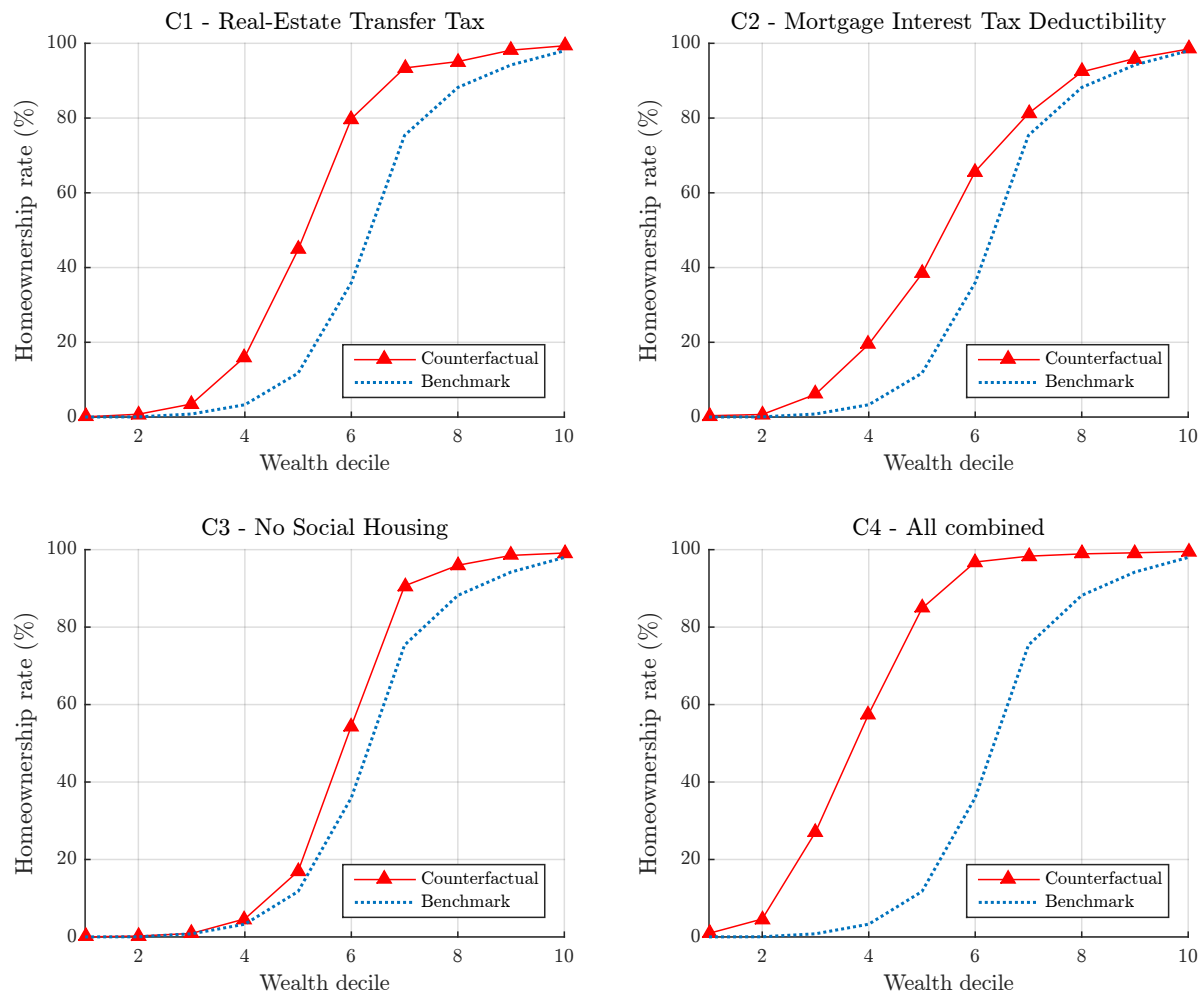 C1 - Real-Estate Transfer Tax
Homeownership rate (%)
100
80
60
40
20
0
2 4 6 8 10
Wealth decile
Counterfactual
Benchmark
C2 - Mortgage Interest Tax Deductibility
Homeownership rate (%)
100
80
60
40
20
0
2 4 6 8 10
Wealth decile
Counterfactual
Benchmark
C3 - No Social Housing
Homeownership rate (%)
100
80
60
40
20
0
2 4 6 8 10
Wealth decile
Counterfactual
Benchmark
C4 - All combined
Homeownership rate (%)
100
80
60
40
20
0
2 4 6 8 10
Wealth decile
Counterfactual
Benchmark